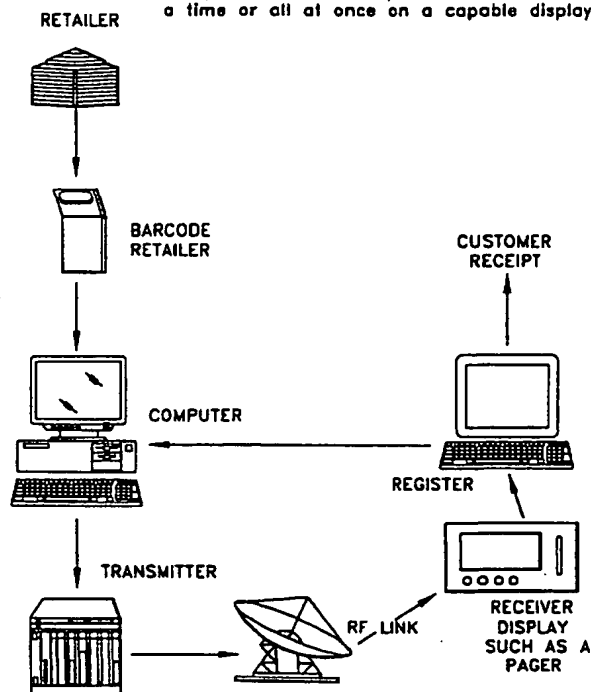 a time or all at once on a capable display
RETAILER
BARCODE
RETAILER
CUSTOMER
RECEIPT
COMPUTER
REGISTER
TRANSMITTER
RF LINK
RECEIVER
DISPLAY
SUCH AS A
PAGER